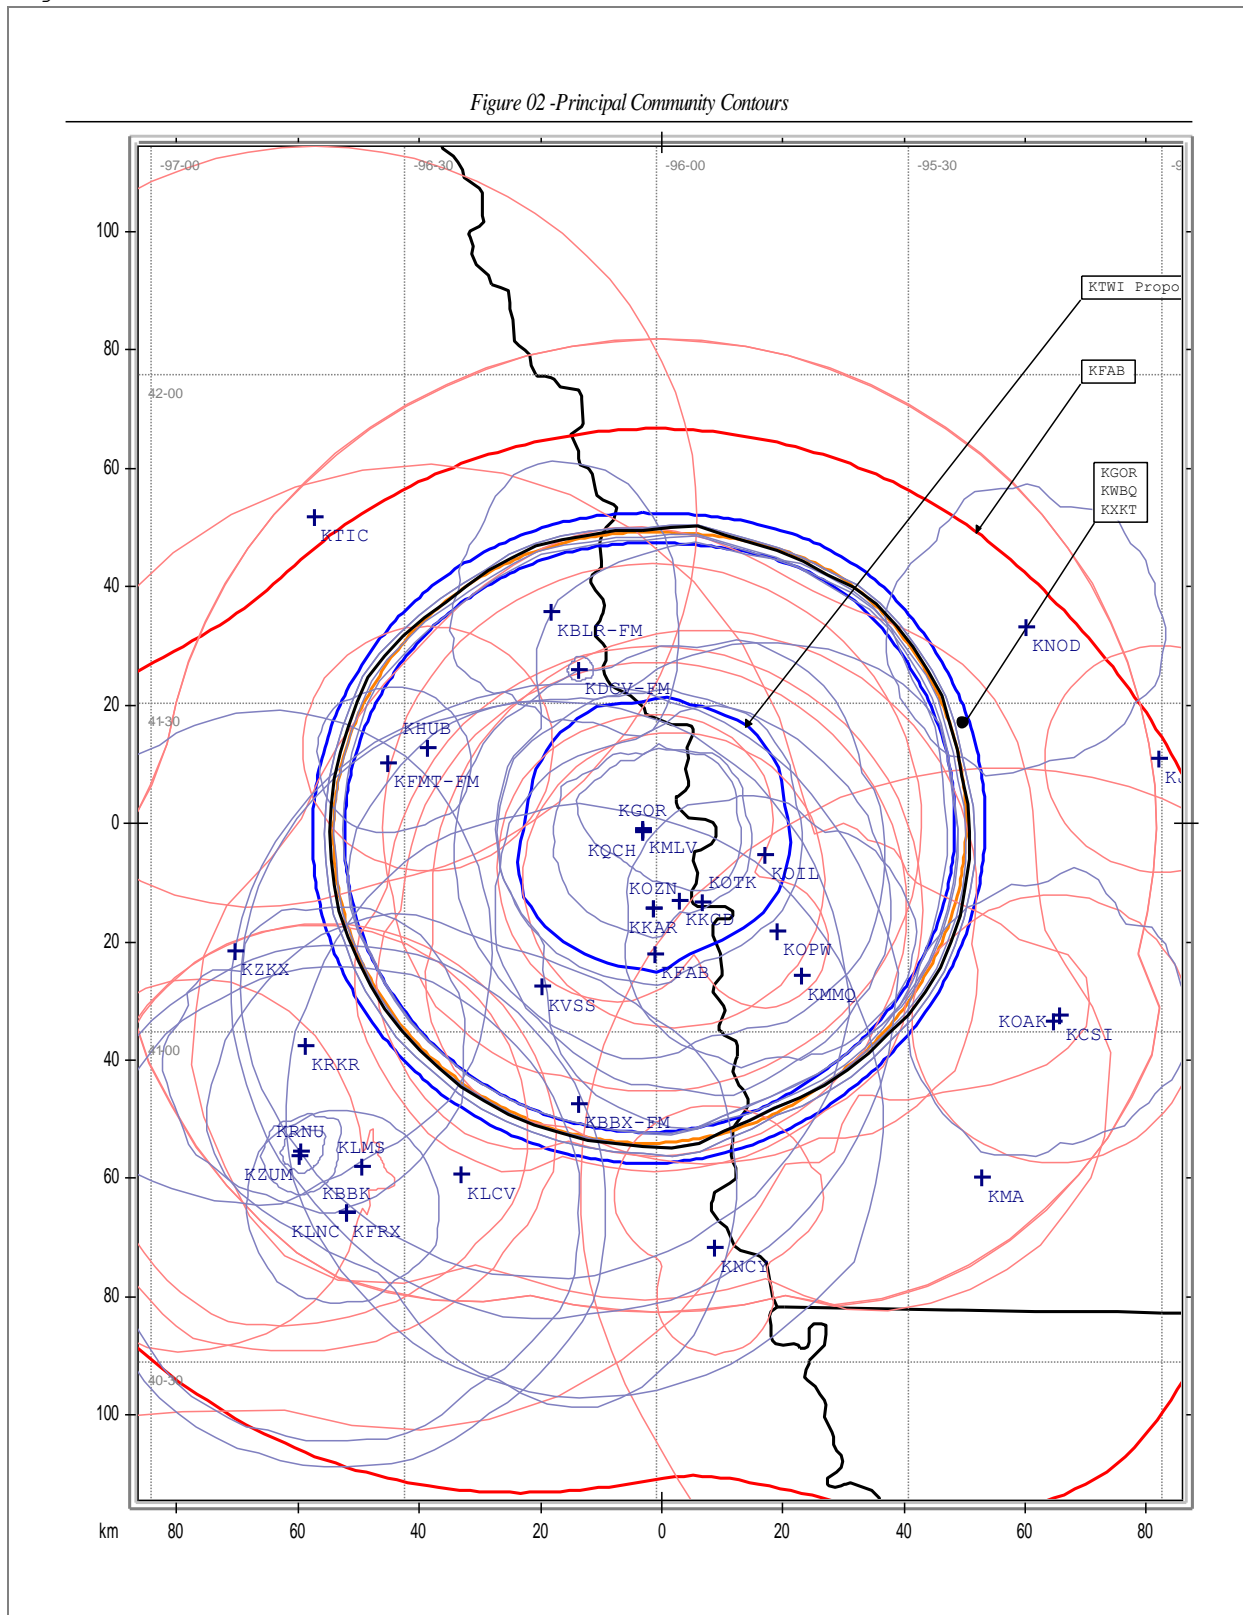 Figure 02 -Principal Community Contours
-97-00
-96-30
-96-00
-95-30
100
KTWI Propo
80
KFAB
42-00
60
KGOR
KWBQ
KXKT
KTIC
40
KBLR-FM
KNOD
KDCV-FM
20
41-30
KHUB
KFMT-FM
0
KGOR
KQCH
KMLV
KOIL
KOZN
KOTK
KKAR
KKCD
20
KOPW
KZKX
KFAB
KMMQ
KVSS
KOAK
KCSI
40
41-00
KRKR
KBBX-FM
KRNU
KLMS
60
KZUM
KBBK
KLCV
KMA
KLNC
KFRX
KNCY
80
40-30
100
km
80
60
40
20
0
20
40
60
80